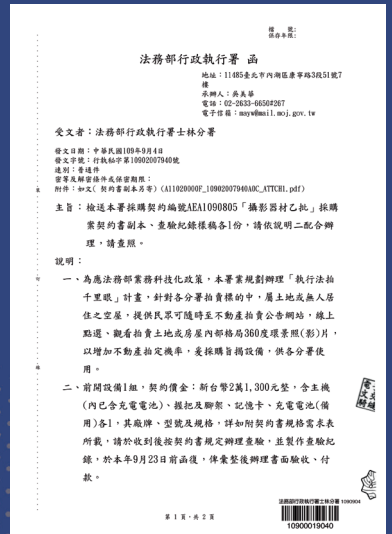 檔　　號：
保存年限：
法務部行政執行署 函
地址：11485臺北市內湖區康寧路3段51號7
樓
承辦人：吳美華
電話：02-2633-6650#267
電子信箱：mayw@mail.moj.gov.tw
受文者：法務部行政執行署士林分署
發文日期：中華民國109年9月4日
發文字號：行執秘字第10902007940號
速別：普通件
密等及解密條件或保密期限：
附件：如文( 契約書副本另寄) (A11020000F_10902007940A0C_ATTCH1.pdf)
主旨：檢送本署採購契約編號AEA1090805「攝影器材乙批」採購
案契約書副本、查驗紀錄樣稿各1份，請依說明二配合辦
理，請查照。
說明：
一、為應法務部業務科技化政策，本署業規劃辦理「執行法拍
千里眼」計畫，針對各分署拍賣標的中，屬土地或無人居
住之空屋，提供民眾可隨時至不動產拍賣公告網站，線上
點選、觀看拍賣土地或房屋內部格局360度環景照(影)片，
以增加不動產拍定機率，爰採購旨揭設備，供各分署使
用。
二、前開設備1組，契約價金：新台幣2萬1,300元整，含主機
(內已含充電電池)、握把及腳架、記憶卡、充電電池(備
用)各1，其廠牌、型號及規格，詳如附契約書規格需求表
所載，請於收到後按契約書規定辦理查驗，並製作查驗紀
錄，於本年9月23日前函復，俾彙整後辦理書面驗收、付
款。
裝
訂
線
第 1 頁，共 2 頁
法務部行政執行署士林分署 1090904
10900019040